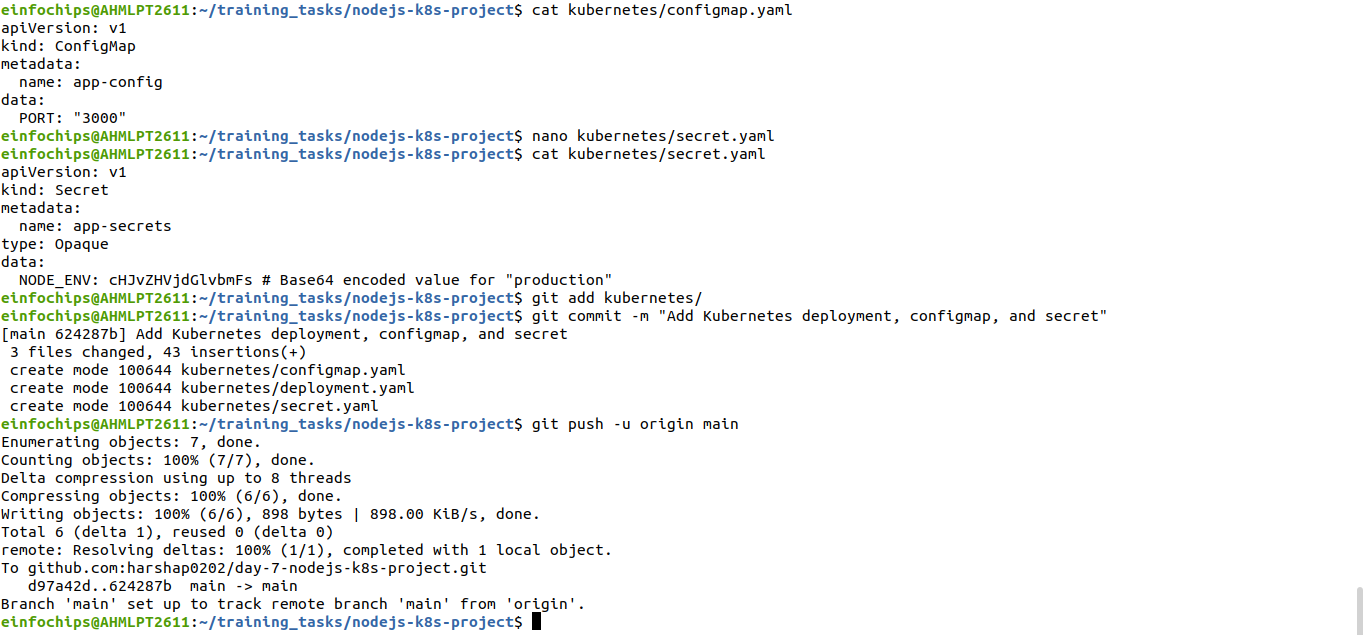 einfochips@AHMLPT2611:~/training_tasks/nodejs-k8s-project$ cat kubernetes/configmap.yaml
apiVersion: v1
kind: ConfigMap
metadata:
  name: app-config
data:
  PORT: "3000"
einfochips@AHMLPT2611:~/training_tasks/nodejs-k8s-project$ nano kubernetes/secret.yaml
einfochips@AHMLPT2611:~/training_tasks/nodejs-k8s-project$ cat kubernetes/secret.yaml
apiVersion: v1
kind: Secret
metadata:
  name: app-secrets
type: Opaque
data:
  NODE_ENV: cHJvZHVjdGlvbmFs # Base64 encoded value for "production"
einfochips@AHMLPT2611:~/training_tasks/nodejs-k8s-project$ git add kubernetes/
einfochips@AHMLPT2611:~/training_tasks/nodejs-k8s-project$ git commit -m "Add Kubernetes deployment, configmap, and secret"
[main 624287b] Add Kubernetes deployment, configmap, and secret
 3 files changed, 43 insertions(+)
 create mode 100644 kubernetes/configmap.yaml
 create mode 100644 kubernetes/deployment.yaml
 create mode 100644 kubernetes/secret.yaml
einfochips@AHMLPT2611:~/training_tasks/nodejs-k8s-project$ git push -u origin main
Enumerating objects: 7, done.
Counting objects: 100% (7/7), done.
Delta compression using up to 8 threads
Compressing objects: 100% (6/6), done.
Writing objects: 100% (6/6), 898 bytes | 898.00 KiB/s, done.
Total 6 (delta 1), reused 0 (delta 0)
remote: Resolving deltas: 100% (1/1), completed with 1 local object.
To github.com:harshap0202/day-7-nodejs-k8s-project.git
   d97a42d..624287b  main -> main
Branch 'main' set up to track remote branch 'main' from 'origin'.
einfochips@AHMLPT2611:~/training_tasks/nodejs-k8s-project$